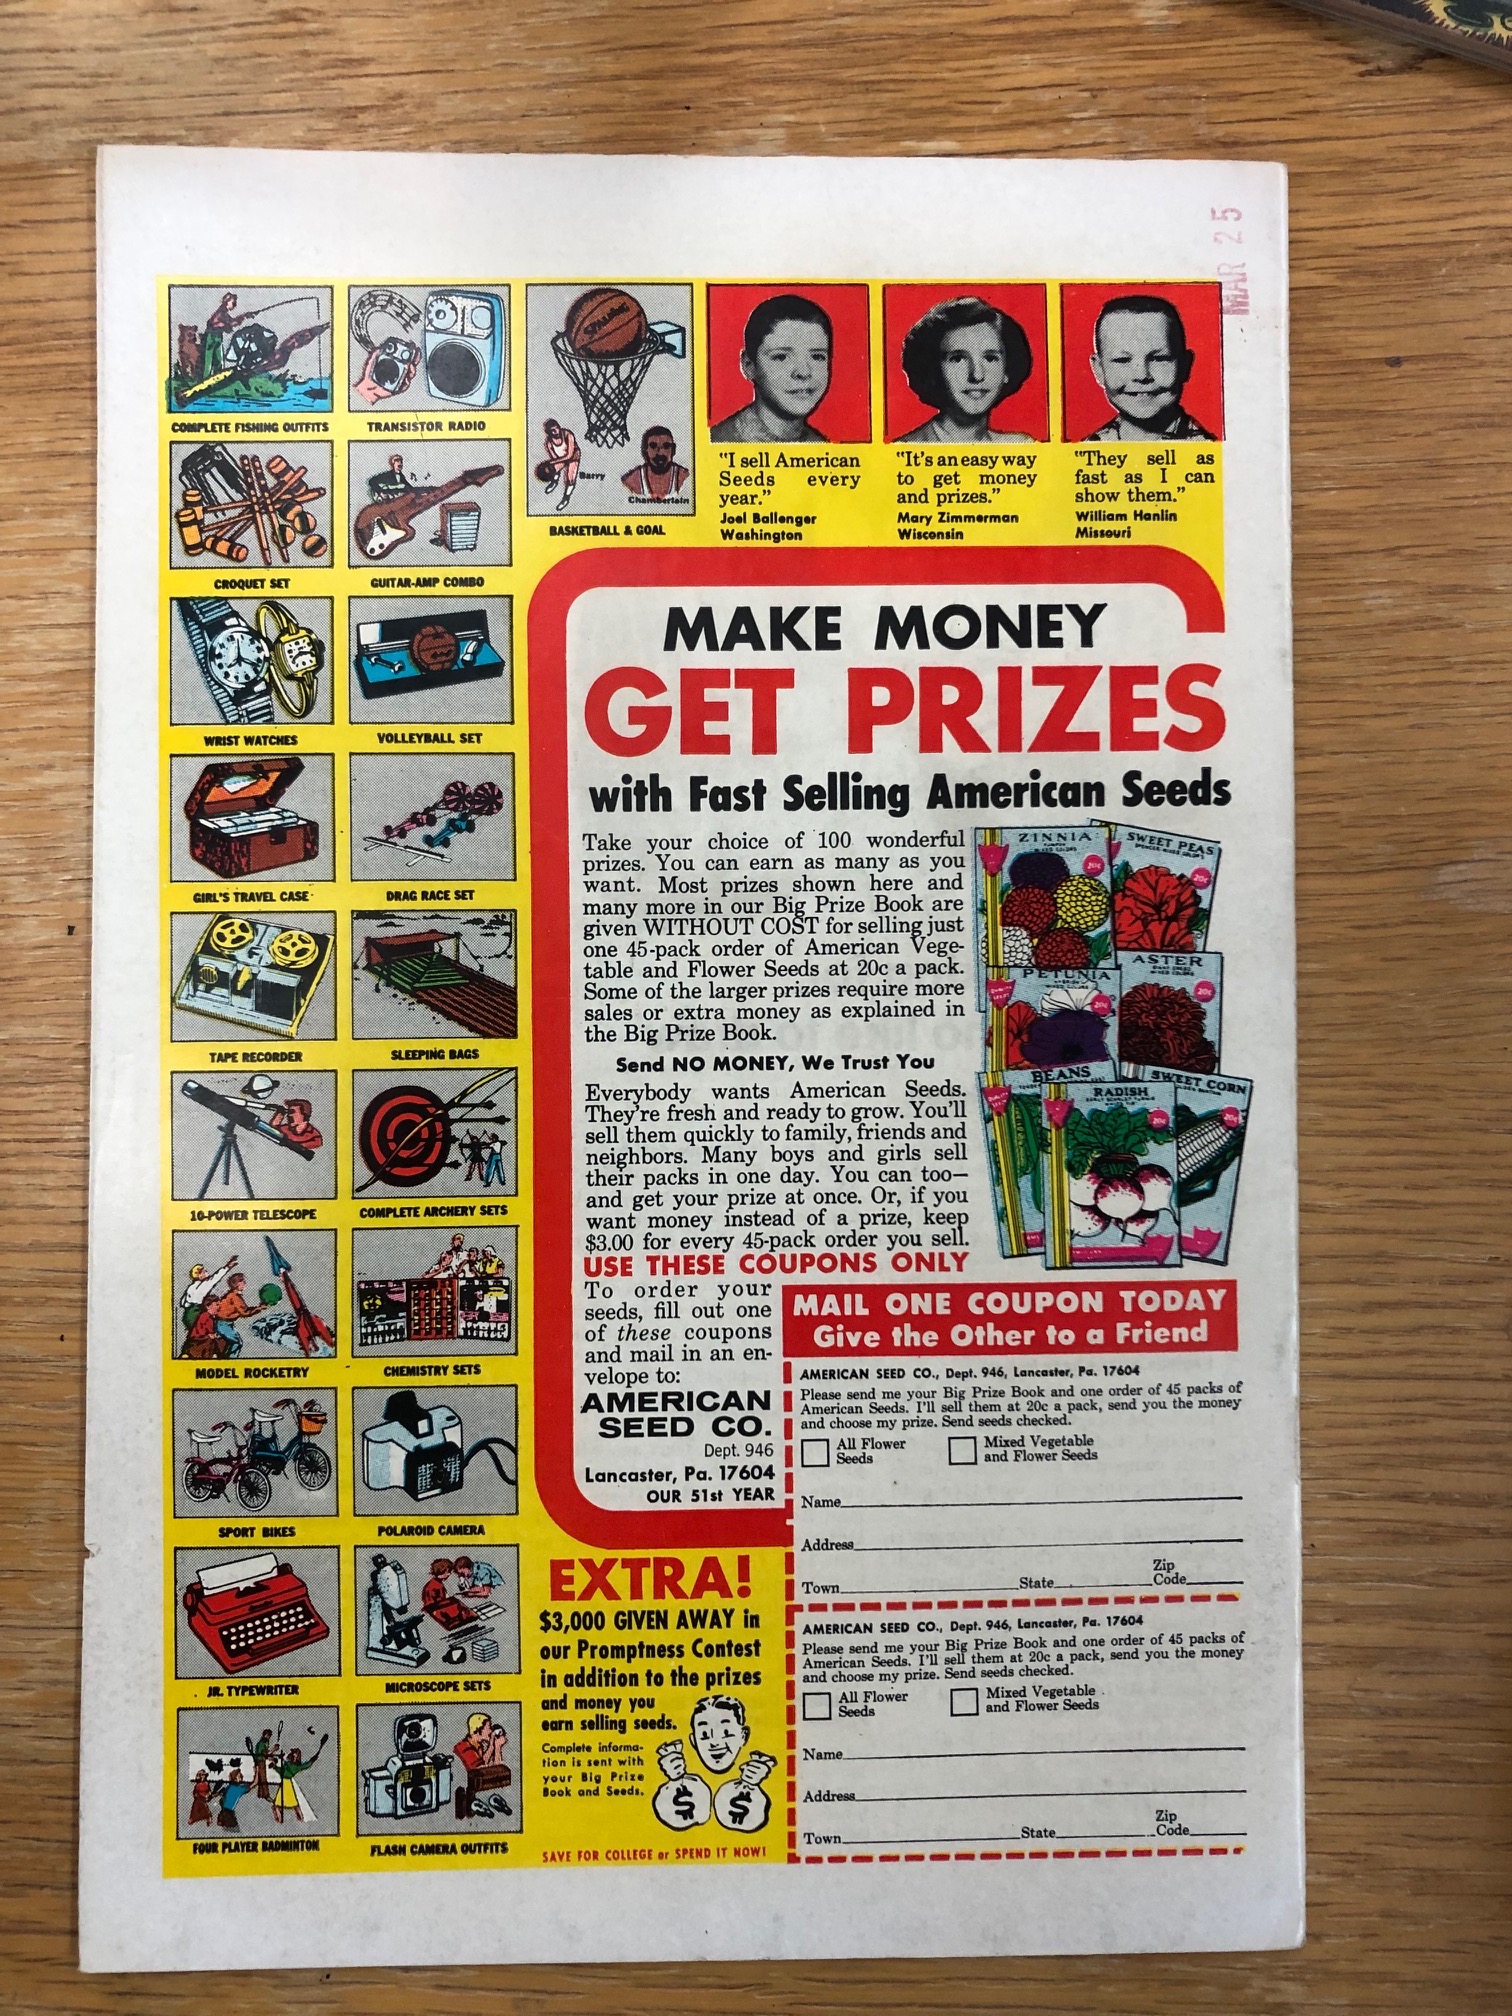 MAR 25
COMPLETE FISHING OUTFITS
TRANSISTOR RADIO
SPALDING
Barry
Chamberlain
BASKETBALL & GOAL
CROQUET SET
GUITAR-AMP COMBO
WRIST WATCHES
VOLLEYBALL SET
GIRL'S TRAVEL CASE
DRAG RACE SET
TAPE RECORDER
SLEEPING BAGS
10-POWER TELESCOPE
COMPLETE ARCHERY SETS
MODEL ROCKETRY
CHEMISTRY SETS
SPORT BIKES
POLAROID CAMERA
JR. TYPEWRITER
MICROSCOPE SETS
FOUR PLAYER BADMINTON
FLASH CAMERA OUTFITS
"I sell American
Seeds every
year."
Joel Ballenger
Washington
"It's an easy way
to get money
and prizes."
Mary Zimmerman
Wisconsin
"They sell as
fast as I can
show them."
William Hanlin
Missouri
MAKE MONEY
GET PRIZES
with Fast Selling American Seeds
Take your choice of 100 wonderful
prizes. You can earn as many as you
want. Most prizes shown here and
many more in our Big Prize Book are
given WITHOUT COST for selling just
one 45-pack order of American Vege-
table and Flower Seeds at 20c a pack.
Some of the larger prizes require more
sales or extra money as explained in
the Big Prize Book.
Send NO MONEY, We Trust You
Everybody wants American Seeds.
They're fresh and ready to grow. You'll
sell them quickly to family, friends and
neighbors. Many boys and girls sell
their packs in one day. You can too—
and get your prize at once. Or, if you
want money instead of a prize, keep
$3.00 for every 45-pack order you sell.
USE THESE COUPONS ONLY
To order your
seeds, fill out one
of these coupons
and mail in an en-
velope to:
AMERICAN
SEED CO.
Dept. 946
Lancaster, Pa. 17604
OUR 51st YEAR
ZINNIA
MIXED COLORS
20c
SWEET PEAS
20c
PETUNIA
20c
ASTER
MIXED COLORS
20c
BEANS
RADISH
20c
SWEET CORN
20c
MAIL ONE COUPON TODAY
Give the Other to a Friend
AMERICAN SEED CO., Dept. 946, Lancaster, Pa. 17604
Please send me your Big Prize Book and one order of 45 packs of
American Seeds. I'll sell them at 20c a pack, send you the money
and choose my prize. Send seeds checked.
All Flower
Seeds
Mixed Vegetable
and Flower Seeds
Name
Address
Town State Zip
Code
AMERICAN SEED CO., Dept. 946, Lancaster, Pa. 17604
Please send me your Big Prize Book and one order of 45 packs of
American Seeds. I'll sell them at 20c a pack, send you the money
and choose my prize. Send seeds checked.
All Flower
Seeds
Mixed Vegetable
and Flower Seeds
Name
Address
Town State Zip
Code
EXTRA!
$3,000 GIVEN AWAY in
our Promptness Contest
in addition to the prizes
and money you
earn selling seeds.
Complete informa-
tion is sent with
your Big Prize
Book and Seeds.
$ $
SAVE FOR COLLEGE or SPEND IT NOW!